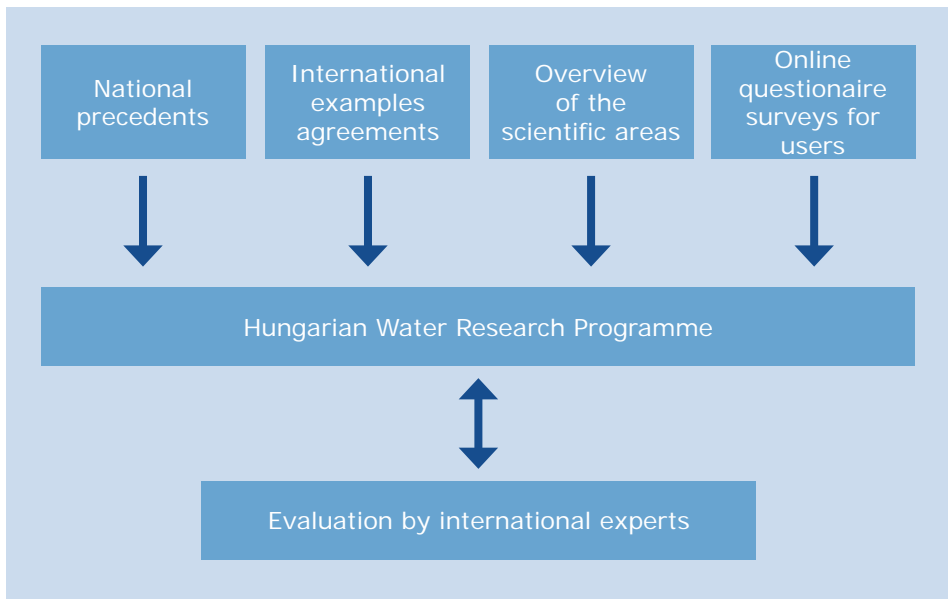 National
precedents
International
examples
agreements
Overview
of the
scientific areas
Online
questionaire
surveys for
users
Hungarian Water Research Programme
Evaluation by international experts